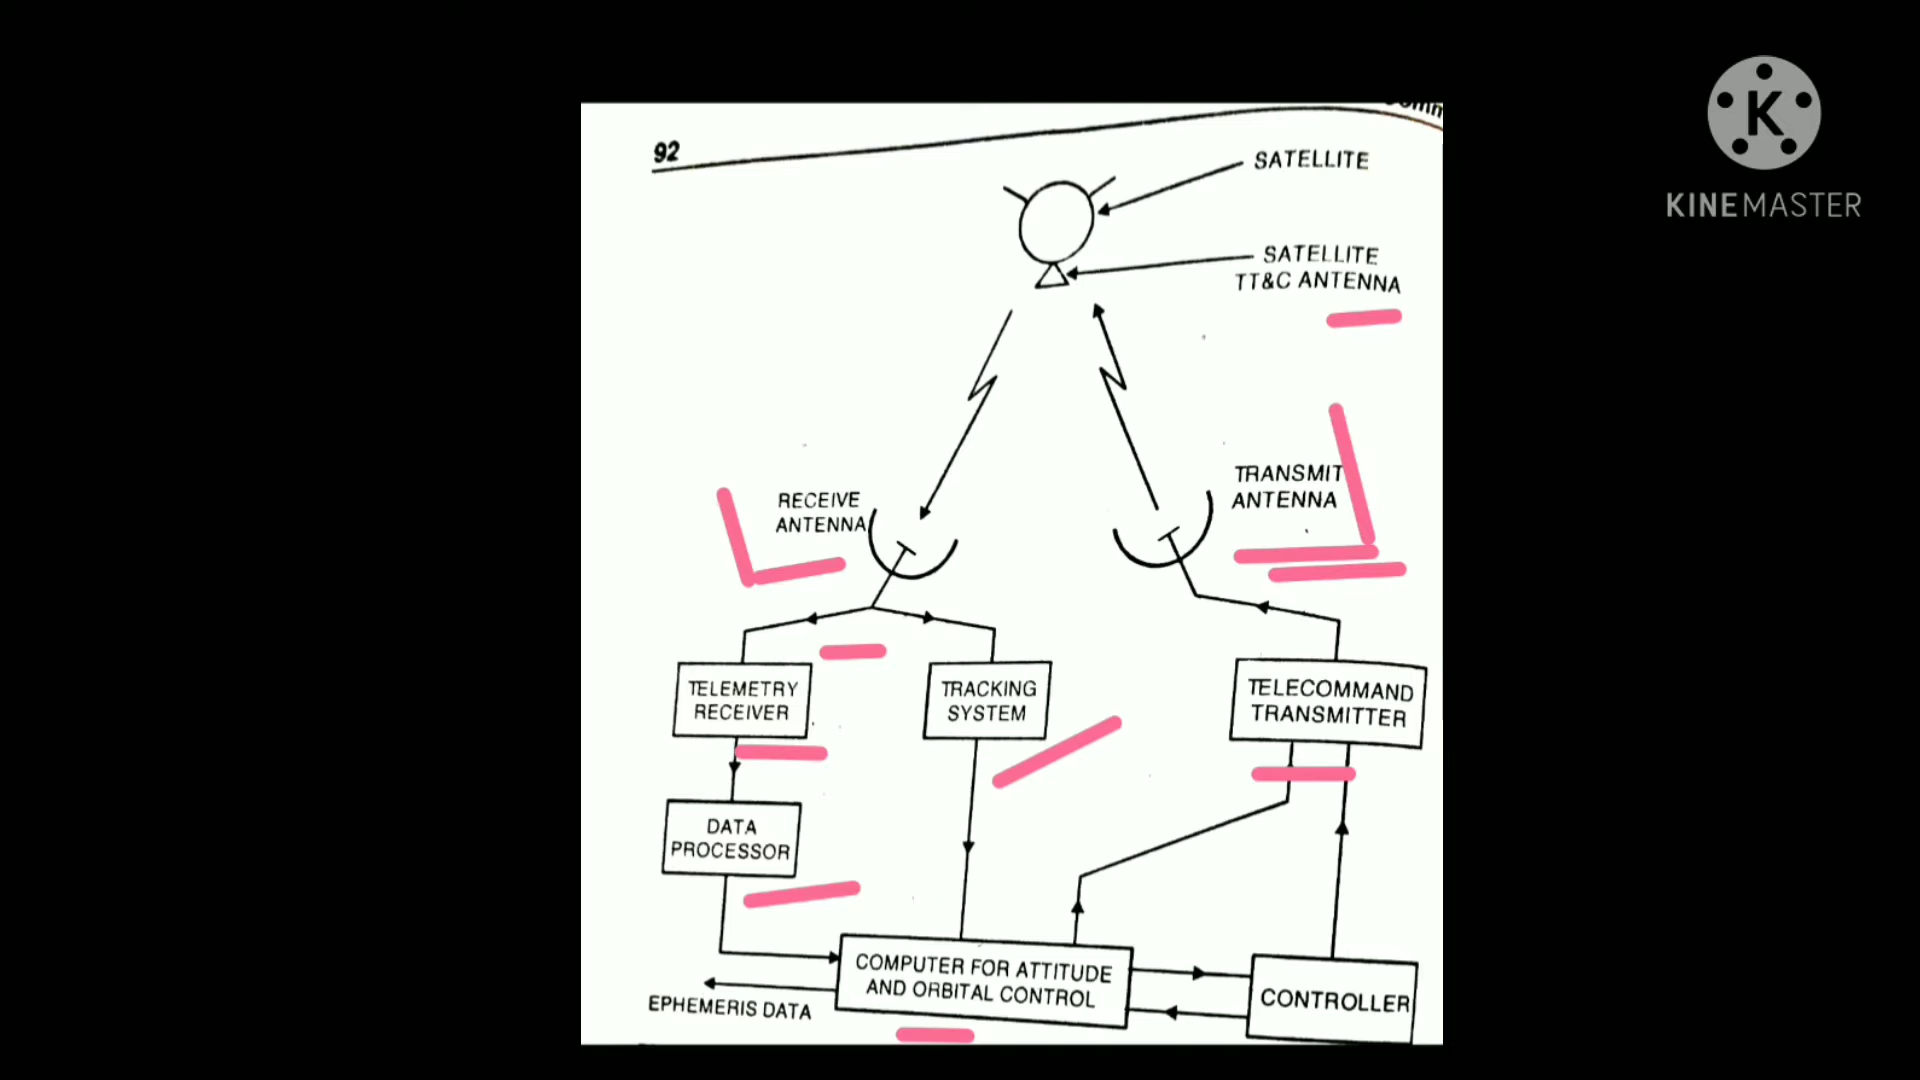 92
SATELLITE
SATELLITE
TT&C ANTENNA
TRANSMIT
ANTENNA
RECEIVE
ANTENNA
TELEMETRY
RECEIVER
TRACKING
SYSTEM
TELECOMMAND
TRANSMITTER
DATA
PROCESSOR
COMPUTER FOR ATTITUDE
AND ORBITAL CONTROL
CONTROLLER
EPHEMERIS DATA
K
KINEMASTER